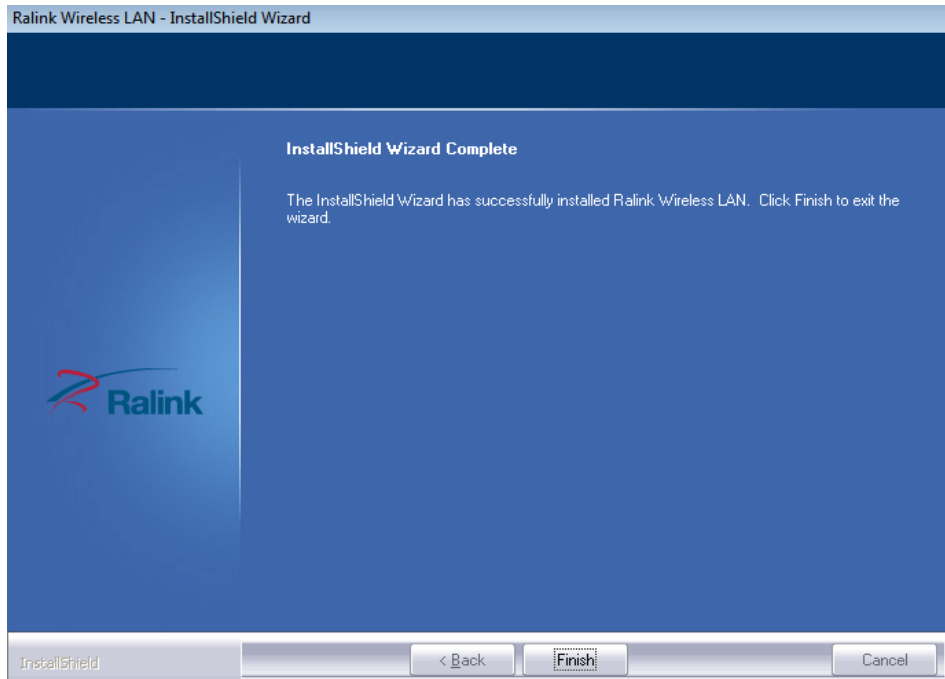 Ralink Wireless LAN - InstallShield Wizard
InstallShield Wizard Complete
The InstallShield Wizard has successfully installed Ralink Wireless LAN. Click Finish to exit the
wizard.
Ralink
InstallShield
< Back
Finish
Cancel